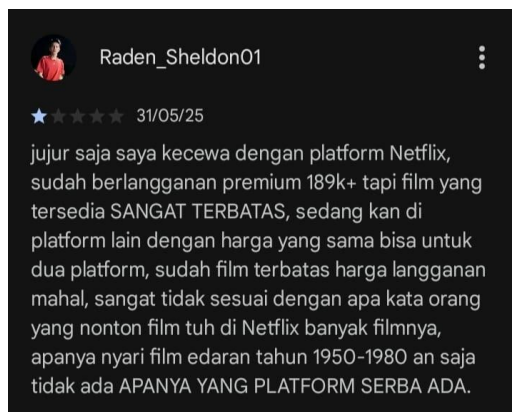 Raden_Sheldon01
31/05/25
jujur saja saya kecewa dengan platform Netflix,
sudah berlangganan premium 189k+ tapi film yang
tersedia SANGAT TERBATAS, sedang kan di
platform lain dengan harga yang sama bisa untuk
dua platform, sudah film terbatas harga langganan
mahal, sangat tidak sesuai dengan apa kata orang
yang nonton film tuh di Netflix banyak filmnya,
apanya nyari film edaran tahun 1950-1980 an saja
tidak ada APANYA YANG PLATFORM SERBA ADA.